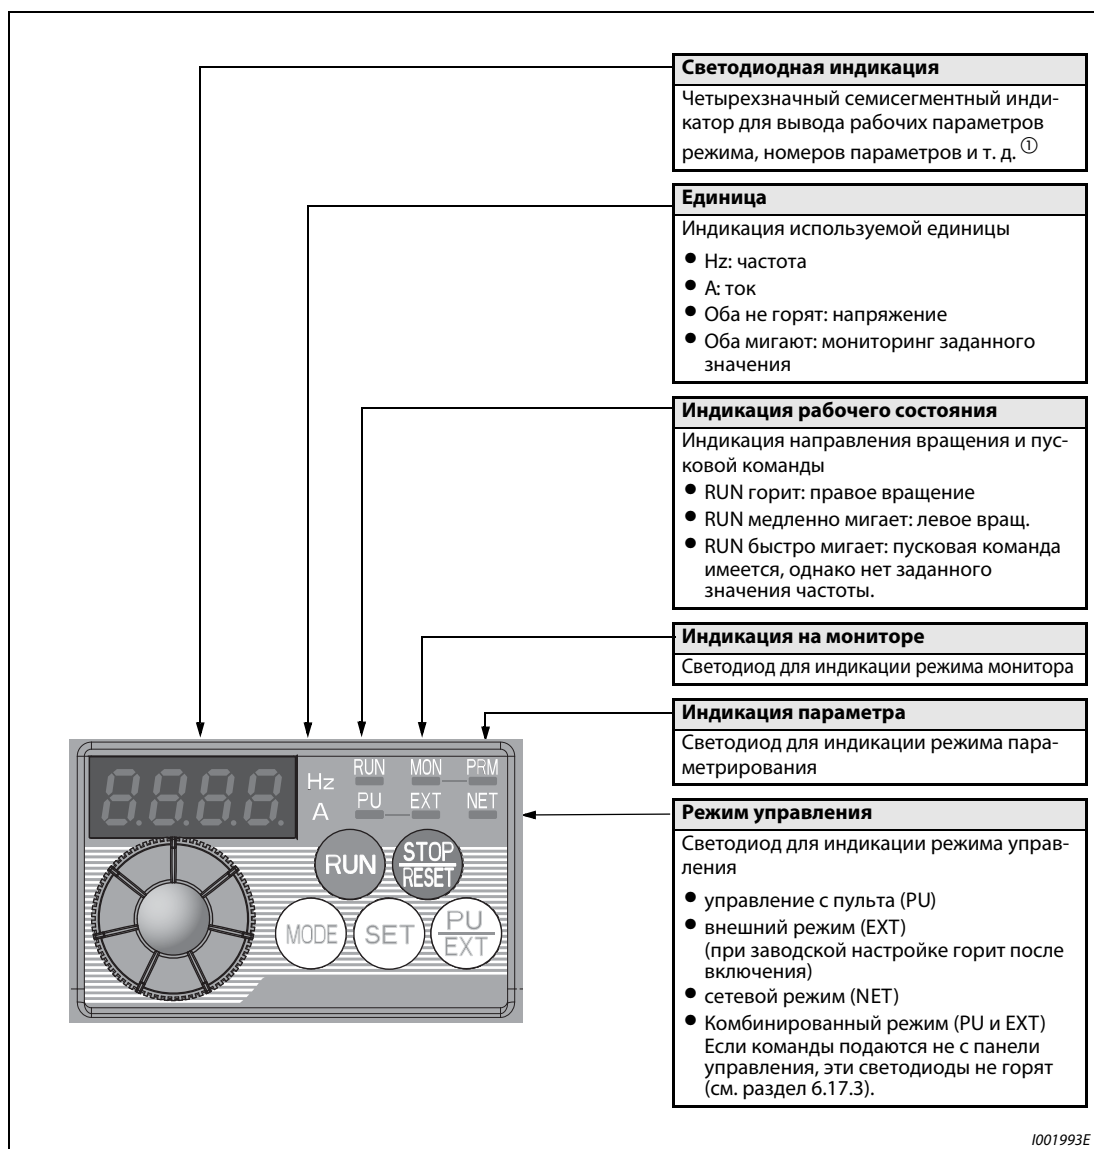 Светодиодная индикация
Четырехзначный семисегментный инди-
катор для вывода рабочих параметров
режима, номеров параметров и т. д. ①
Единица
Индикация используемой единицы
● Hz: частота
● A: ток
● Оба не горят: напряжение
● Оба мигают: мониторинг заданного
значения
Индикация рабочего состояния
Индикация направления вращения и пус-
ковой команды
● RUN горит: правое вращение
● RUN медленно мигает: левое вращ.
● RUN быстро мигает: пусковая команда
имеется, однако нет заданного
значения частоты.
Индикация на мониторе
Светодиод для индикации режима монитора
Индикация параметра
Светодиод для индикации режима пара-
метрирования
Режим управления
Светодиод для индикации режима управ-
ления
● управление с пульта (PU)
● внешний режим (EXT)
(при заводской настройке горит после
включения)
● сетевой режим (NET)
● Комбинированный режим (PU и EXT)
Если команды подаются не с панели
управления, эти светодиоды не горят
(см. раздел 6.17.3).
8.8.8.8.
Hz
A
RUN MON PRM
PU EXT NET
RUN
STOP
RESET
MODE
SET
PU
EXT
I001993E